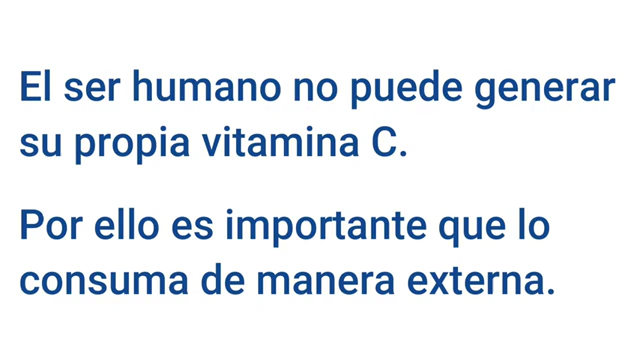 El ser humano no puede generar
su propia vitamina C.
Por ello es importante que lo
consuma de manera externa.